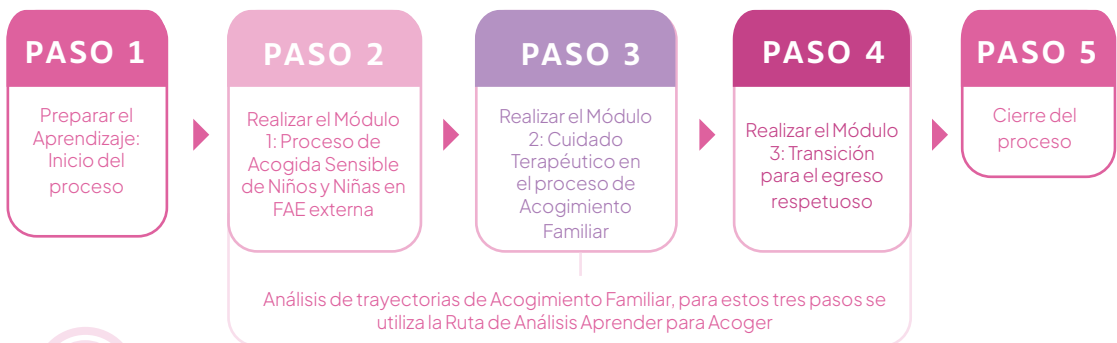 PASO 1
Preparar el
Aprendizaje:
Inicio del
proceso
PASO 2
Realizar el Módulo
1: Proceso de
Acogida Sensible
de Niños y Niñas en
FAE externa
PASO 3
Realizar el Módulo
2: Cuidado
Terapéutico en
el proceso de
Acogimiento
Familiar
PASO 4
Realizar el Módulo
3: Transición
para el egreso
respetuoso
PASO 5
Cierre del
proceso
Análisis de trayectorias de Acogimiento Familiar, para estos tres pasos se
utiliza la Ruta de Análisis Aprender para Acoger